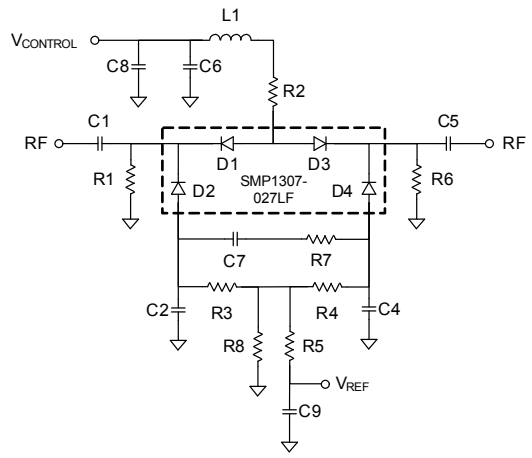 L1
VCONTROL
C8
C6
R2
C1
C5
RF
RF
D1
D3
R1
D2
SMP1307-
027LF
D4
R6
C7
R7
C2
R3
R4
C4
R8
R5
VREF
C9